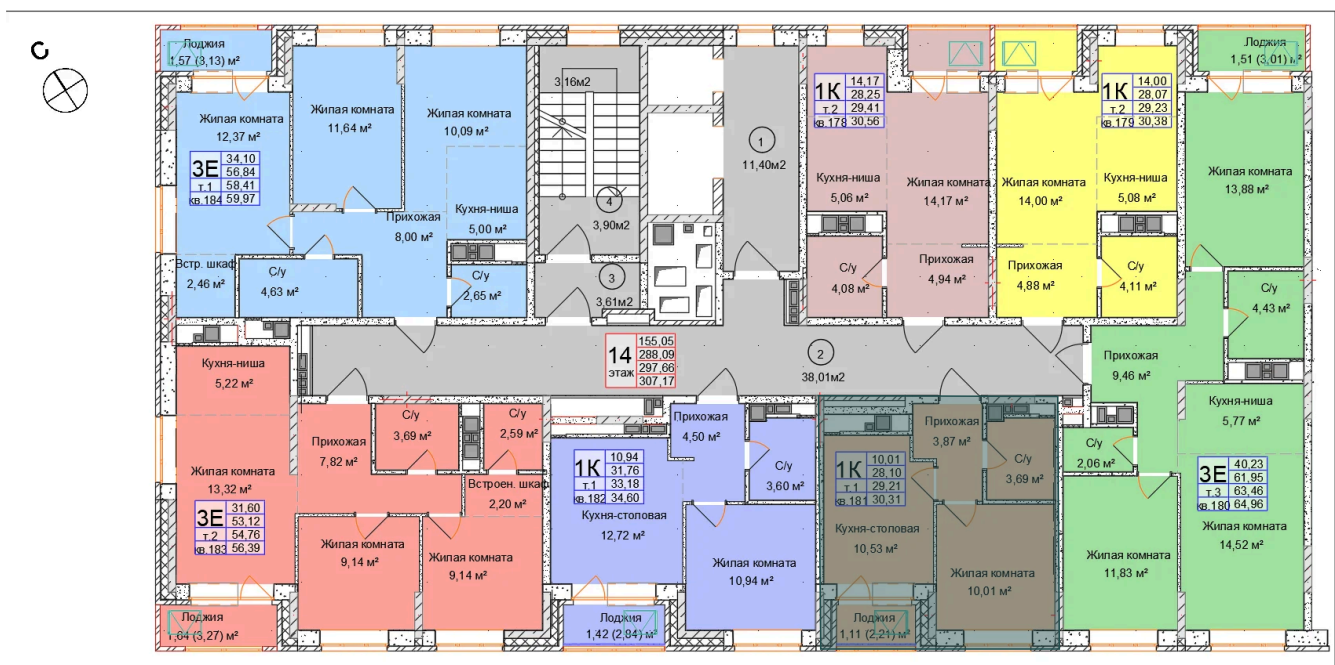 С
Лоджия
1,57 (3,13) м²
Жилая комната
12,37 м²
3Е
34,10
56,84
т.1
58,41
кв.184
59,97
Встр. шкаф
2,46 м²
Жилая комната
11,64 м²
Жилая комната
10,09 м²
Прихожая
8,00 м²
Кухня-ниша
5,00 м²
С/у
4,63 м²
С/у
2,65 м²
3,16м2
4
3,90м2
3
3,61м2
1
11,40м2
1К
14,17
28,25
т.2
29,41
кв.178
30,56
Кухня-ниша
5,06 м²
Жилая комната
14,17 м²
С/у
4,08 м²
Прихожая
4,94 м²
1К
14,00
28,07
т.2
29,23
кв.179
30,38
Жилая комната
14,00 м²
Кухня-ниша
5,08 м²
Прихожая
4,88 м²
С/у
4,11 м²
Лоджия
1,51 (3,01) м²
Жилая комната
13,88 м²
С/у
4,43 м²
Прихожая
9,46 м²
Кухня-ниша
5,77 м²
С/у
2,06 м²
3Е
40,23
61,95
т.3
63,46
кв.180
64,96
Жилая комната
14,52 м²
Жилая комната
11,83 м²
14
этаж
155,05
288,09
297,66
307,17
2
38,01м2
Кухня-ниша
5,22 м²
Жилая комната
13,32 м²
3Е
31,60
53,12
т.2
54,76
кв.183
56,39
Лоджия
1,64 (3,27) м²
Прихожая
7,82 м²
С/у
3,69 м²
С/у
2,59 м²
Встроен. шкаф
2,20 м²
Жилая комната
9,14 м²
Жилая комната
9,14 м²
1К
10,94
31,76
т.1
33,18
кв.182
34,60
Прихожая
4,50 м²
С/у
3,60 м²
Кухня-столовая
12,72 м²
Жилая комната
10,94 м²
Лоджия
1,42 (2,84) м²
1К
10,01
28,10
т.1
29,21
кв.181
30,31
Прихожая
3,87 м²
С/у
3,69 м²
Кухня-столовая
10,53 м²
Жилая комната
10,01 м²
Лоджия
1,11 (2,21) м²